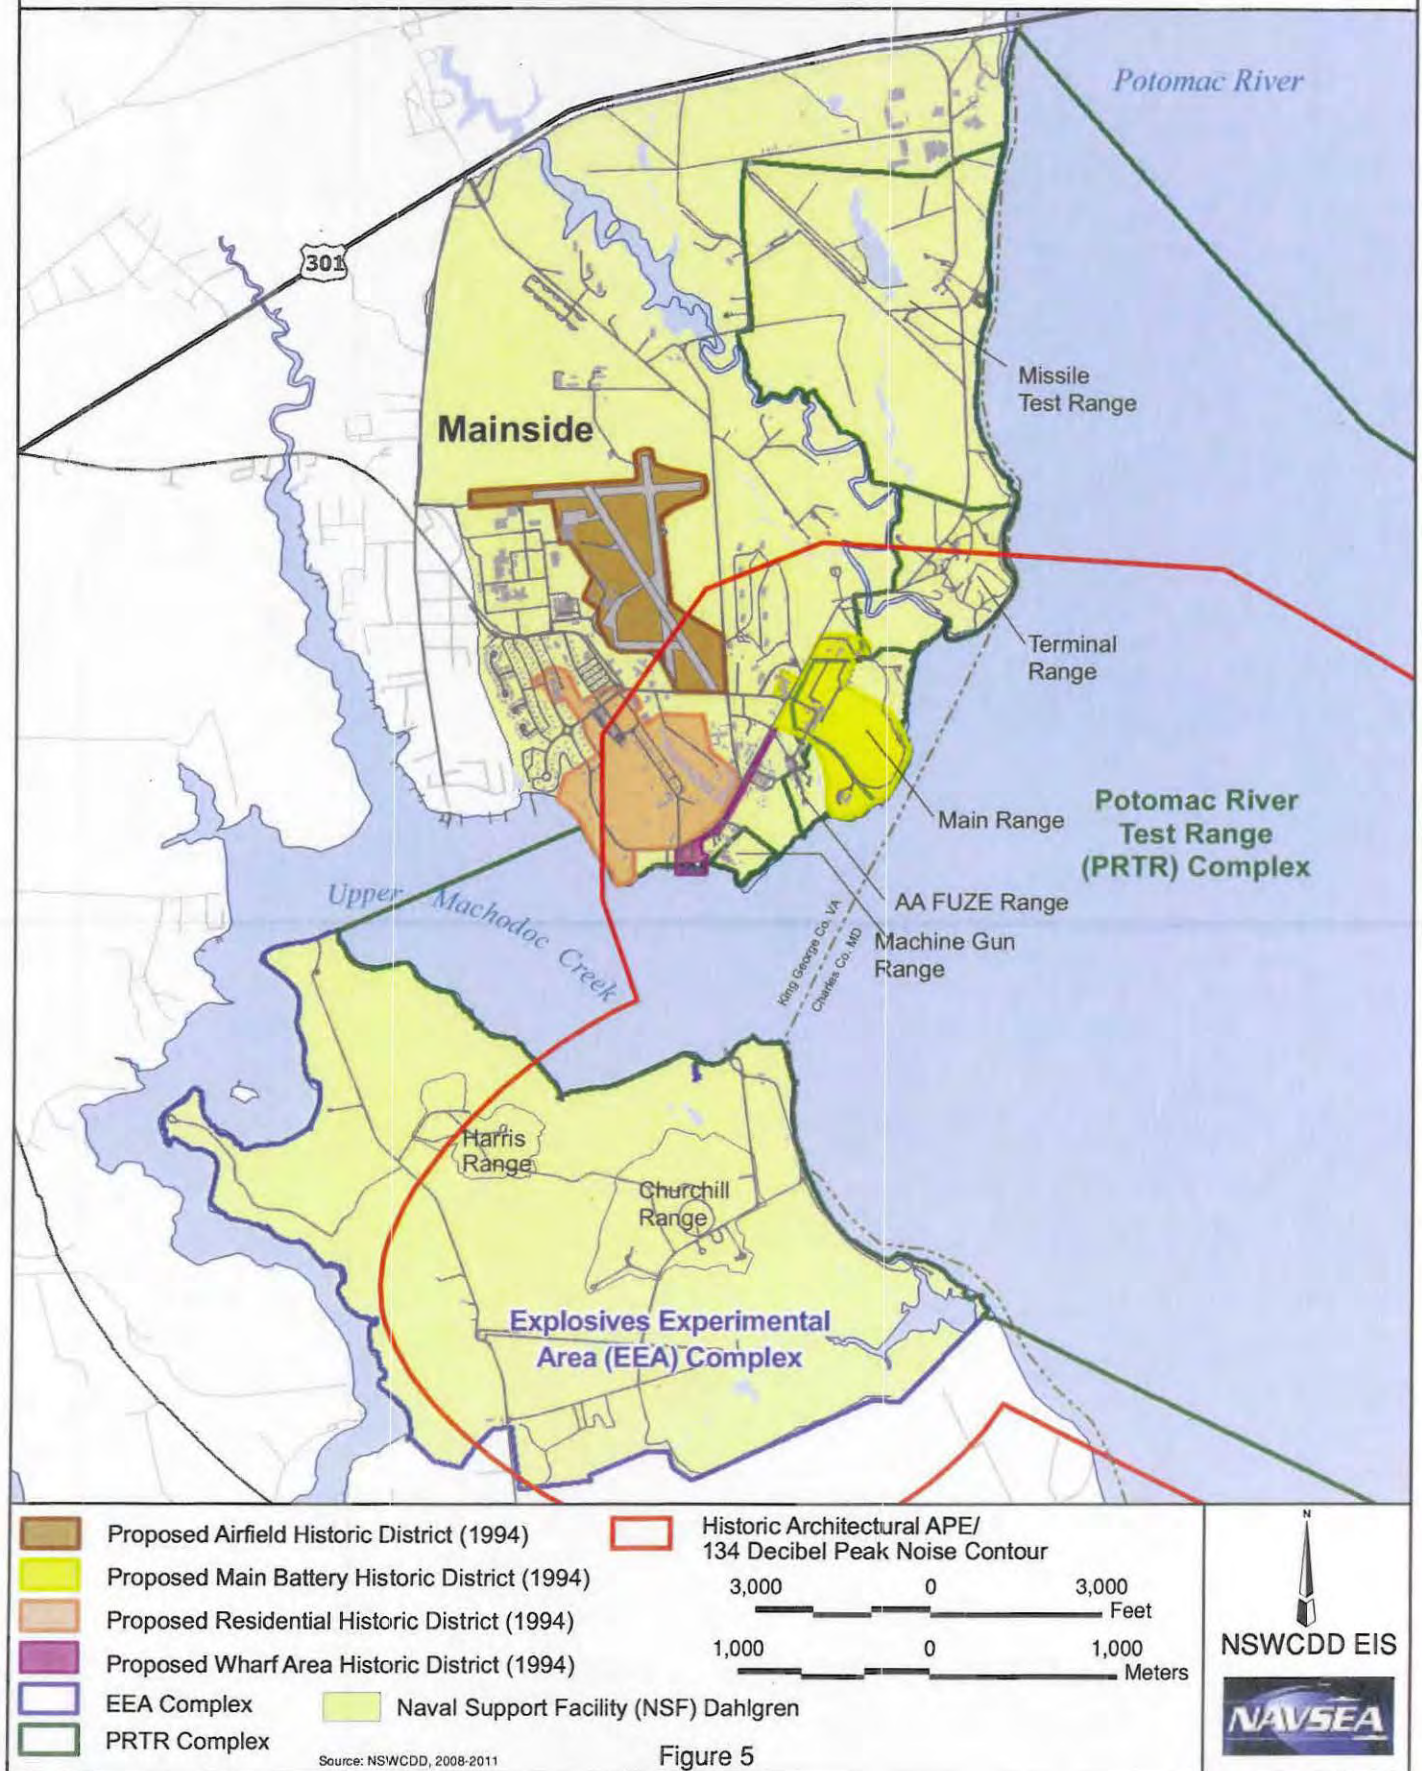 Potomac River
301
Missile
Test Range
Mainside
Terminal
Range
Potomac River
Test Range
(PRTR) Complex
Main Range
AA FUZE Range
Machine Gun
Range
Upper Machodoc Creek
King George Co. VA
Charles Co. MD
Harris
Range
Churchill
Range
Explosives Experimental
Area (EEA) Complex
Proposed Airfield Historic District (1994)
Proposed Main Battery Historic District (1994)
Proposed Residential Historic District (1994)
Proposed Wharf Area Historic District (1994)
EEA Complex
PRTR Complex
Naval Support Facility (NSF) Dahlgren
Historic Architectural APE/
134 Decibel Peak Noise Contour
3,000 0 3,000
Feet
1,000 0 1,000
Meters
Source: NSWCDD, 2008-2011
Figure 5
N
NSWCDD EIS
NAVSEA